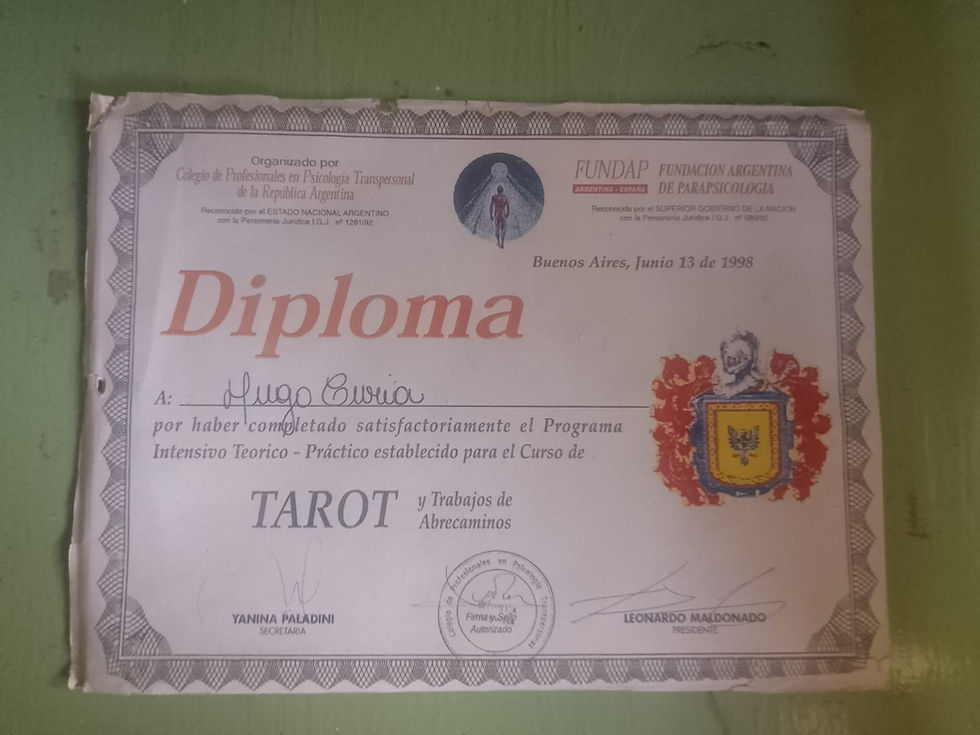 Organizado por
Colegio de Profesionales en Psicología Transpersonal
de la República Argentina
Reconocido por el ESTADO NACIONAL ARGENTINO
con la Personería Jurídica I.G.J. nº 1281/92
FUNDAP
ARGENTINA - ESPAÑA
FUNDACION ARGENTINA
DE PARAPSICOLOGIA
Reconocida por el SUPERIOR GOBIERNO DE LA NACION
con la Personería Jurídica I.G.J. nº 580/92
Buenos Aires, Junio 13 de 1998
Diploma
A: Hugo
por haber completado satisfactoriamente el Programa
Intensivo Teorico - Práctico establecido para el Curso de
TAROT y Trabajos de
Abrecaminos
YANINA PALADINI
SECRETARIA
Colegio de Profesionales en Psicología Transpersonal
Firma y Sello
Autorizado
LEONARDO MALDONADO
PRESIDENTE